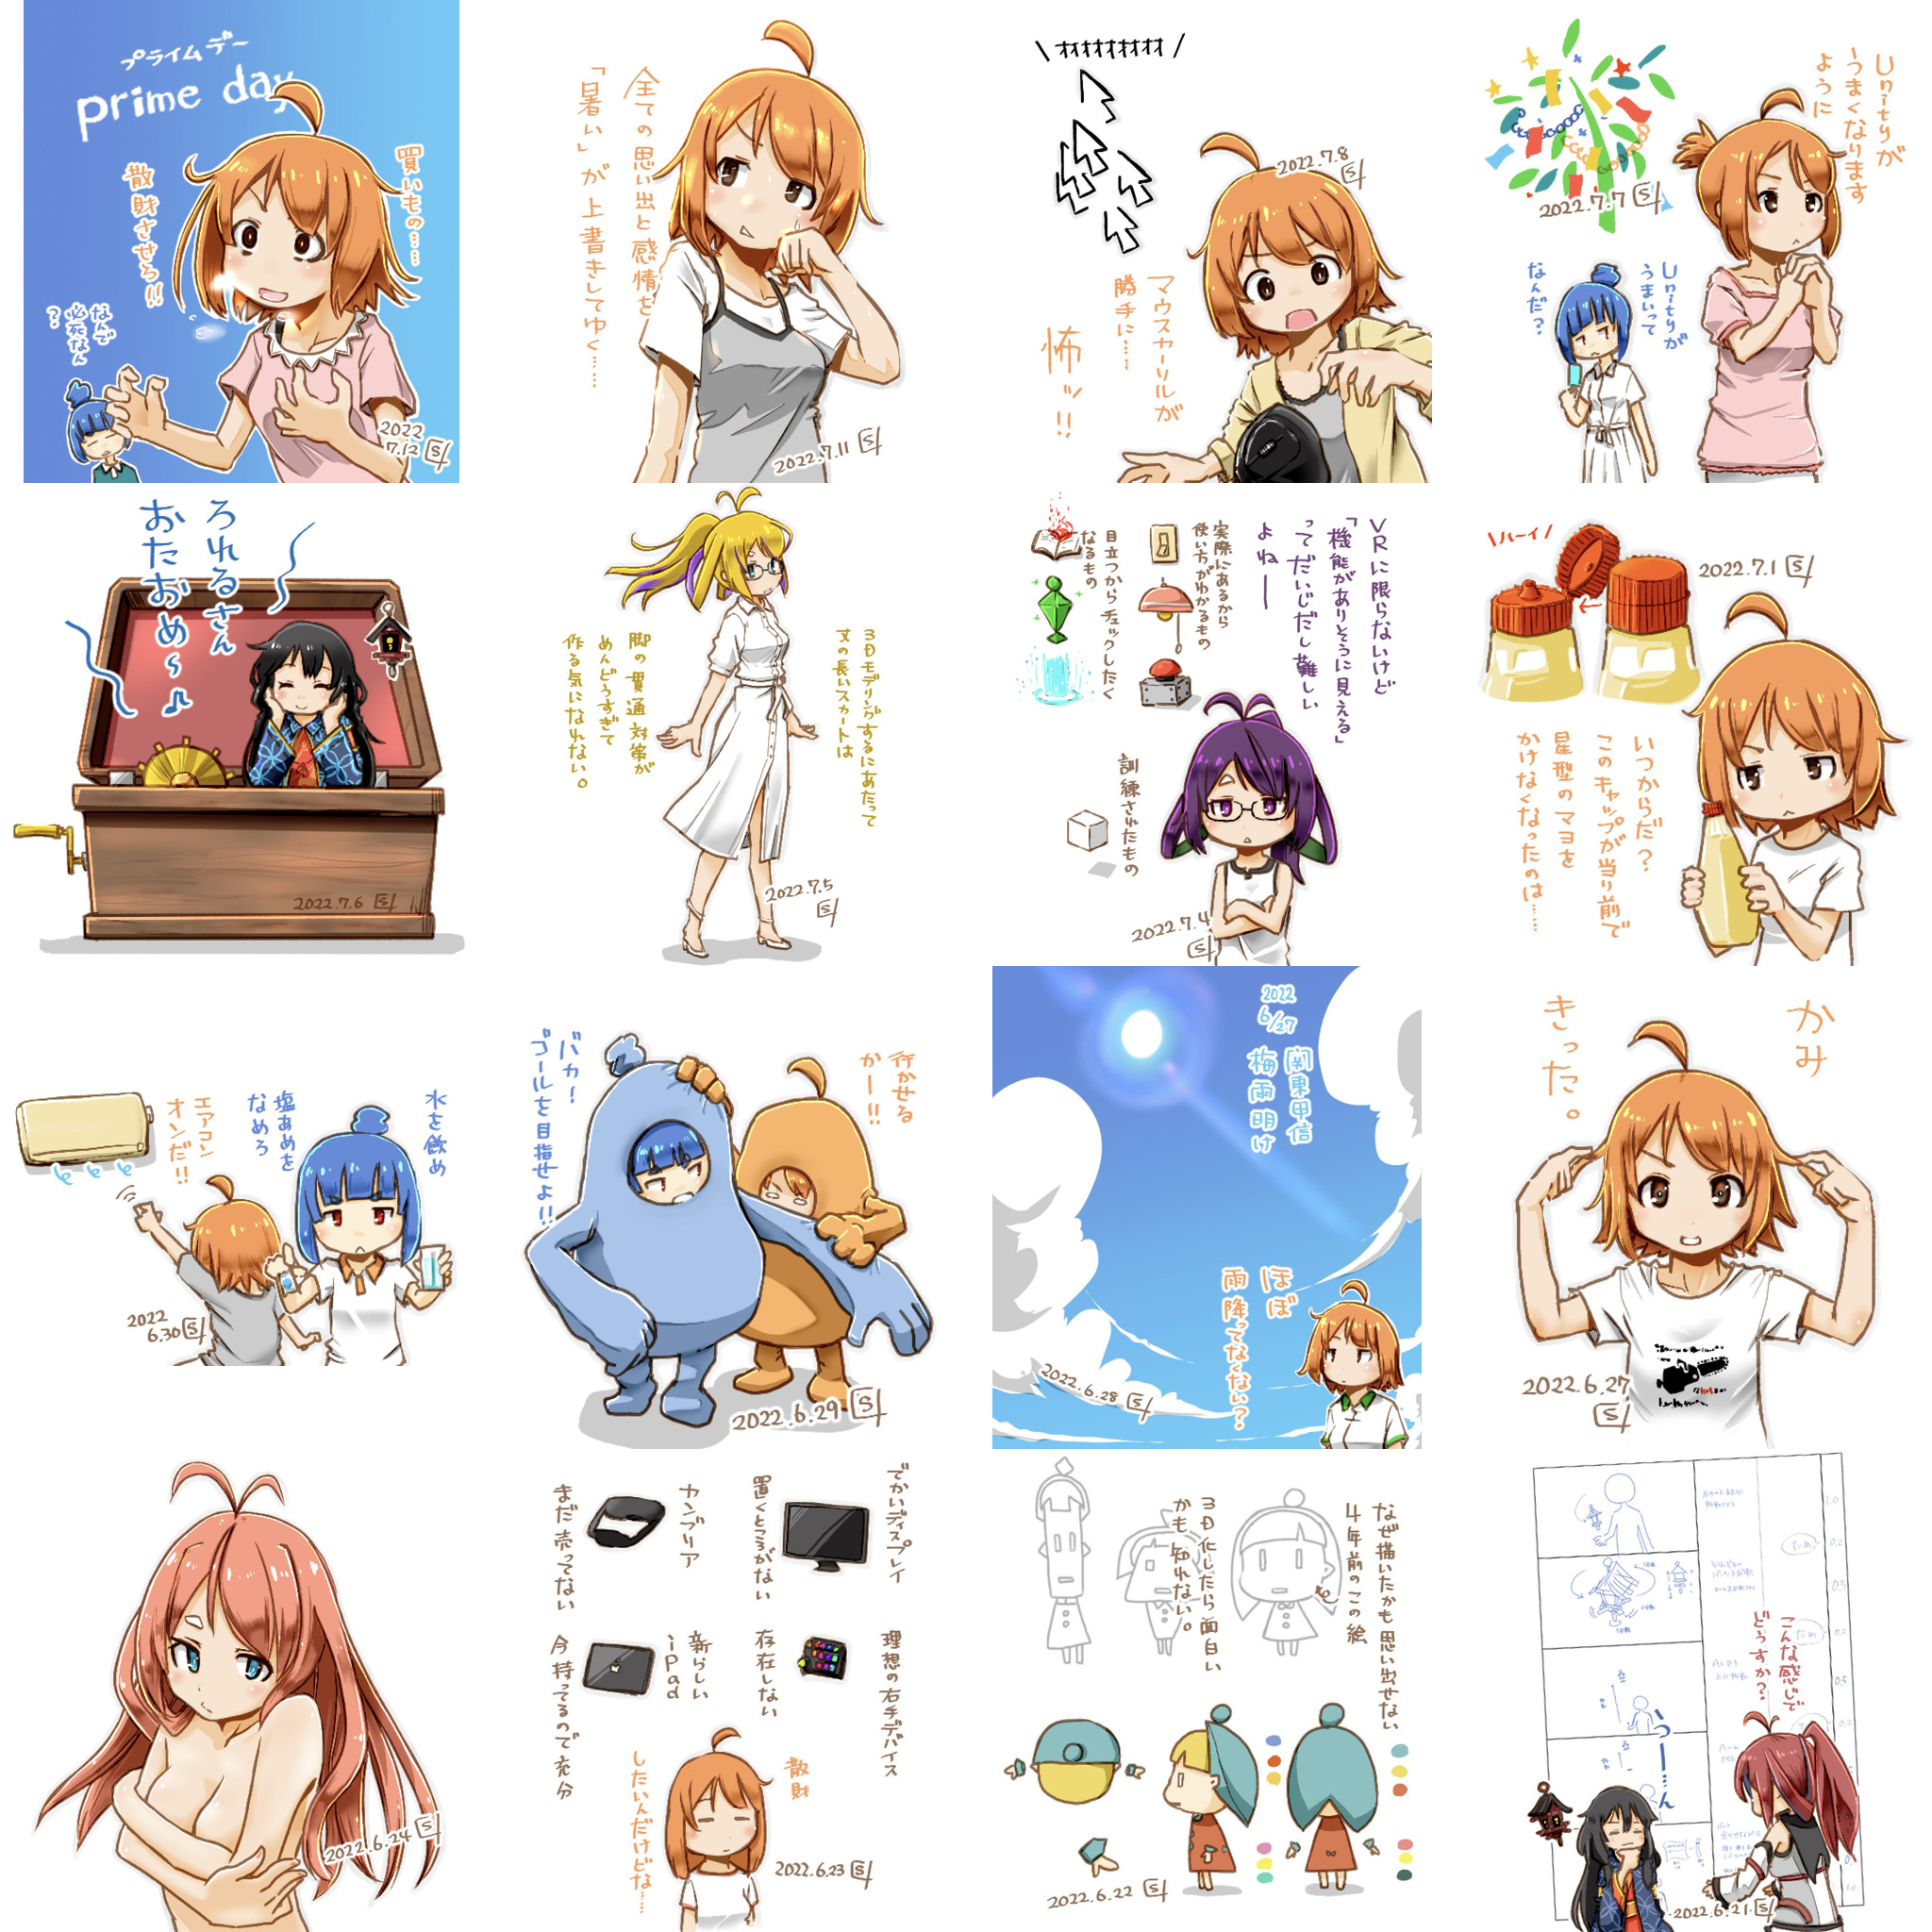 プライムデー
prime day
買いもの……
散財させろ!!
なんで
必死なん
?
2022
7.12
全ての思い出と感情を
「暑い」が上書きしてゆく……
2022.7.11
\オオオオオオオオ/
2022.7.8
マウスカーソルが
勝手に……
怖ッ!!
Unityが
うまくなります
ように
2022.7.7
Unityが
うまいって
なんだ?
ろれるさん
おたおめ~♪
2022.7.6
3Dモデリングするにあたって
丈の長いスカートは
脚の貫通対策が
めんどうすぎて
作る気になれない。
2022.7.5
VRに限らないけど
「機能がありそうに見える」
ってだいじだし難しい
よねー
実際にあるから
使い方がわかるもの
目立つからチェックしたく
なるもの
訓練されたもの
2022.7.4
\ハーイ/
2022.7.1
いつからだ?
このキャップが当り前で
星型のマヨを
かけなくなったのは……
水を飲め
塩あめを
なめろ
エアコン
オンだ!!
2022
6.30
行かせる
かー!!
バカー!
ゴールを目指せよ!!
2022.6.29
2022
6/27
関東甲信
梅雨明け
ほぼ
雨降ってなくない?
2022.6.28
かみ
きった。
2022.6.27
2022.6.24
でかいディスプレイ
置くところがない
カンブリア
まだ売ってない
理想の右手デバイス
存在しない
新らしい
iPad
今持ってるので充分
散財
したいんだけどな……
2022.6.23
なぜ描いたかも思い出せない
4年前のこの絵
3D化したら面白い
かも知れない。
2022.6.22
こんな感じで
どうすか?
うー…ん
2022.6.21